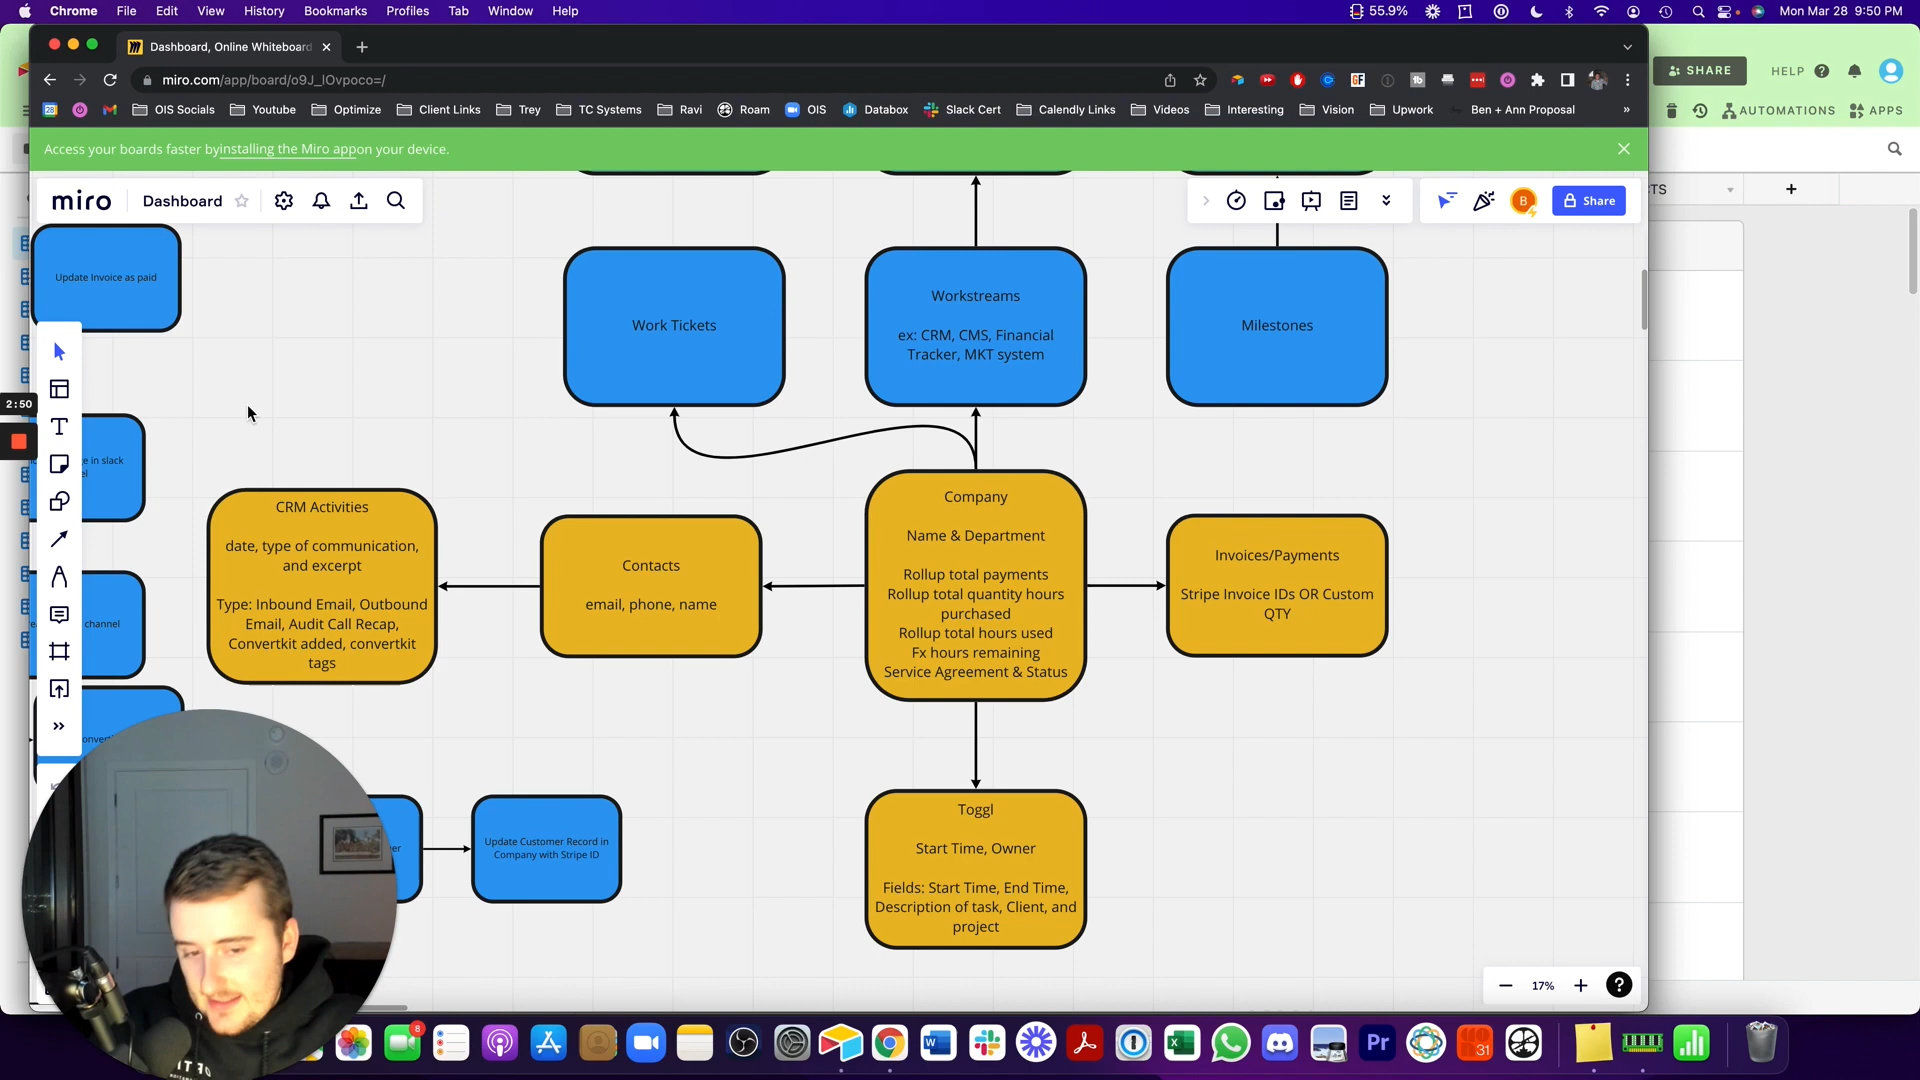 Chrome File Edit View History Bookmarks Profiles Tab Window Help
55.9%
Mon Mar 28 9:50 PM
Dashboard, Online Whiteboard
miro.com/app/board/o9J_lOvpoco=/
OIS Socials Youtube Optimize Client Links Trey TC Systems Ravi Roam OIS Databox Slack Cert Calendly Links Videos Interesting Vision Upwork Ben + Ann Proposal »
SHARE
HELP
AUTOMATIONS APPS
Access your boards faster by installing the Miro app on your device.
miro
Dashboard
B
Share
TS
Update Invoice as paid
Work Tickets
Workstreams
ex: CRM, CMS, Financial
Tracker, MKT system
Milestones
2:50
e in slack
el
channel
CRM Activities
date, type of communication,
and excerpt
Type: Inbound Email, Outbound
Email, Audit Call Recap,
Convertkit added, convertkit
tags
Contacts
email, phone, name
Company
Name & Department
Rollup total payments
Rollup total quantity hours
purchased
Rollup total hours used
Fx hours remaining
Service Agreement & Status
Invoices/Payments
Stripe Invoice IDs OR Custom
QTY
er
Update Customer Record in
Company with Stripe ID
Toggl
Start Time, Owner
Fields: Start Time, End Time,
Description of task, Client, and
project
17%
8
W
Pr
31